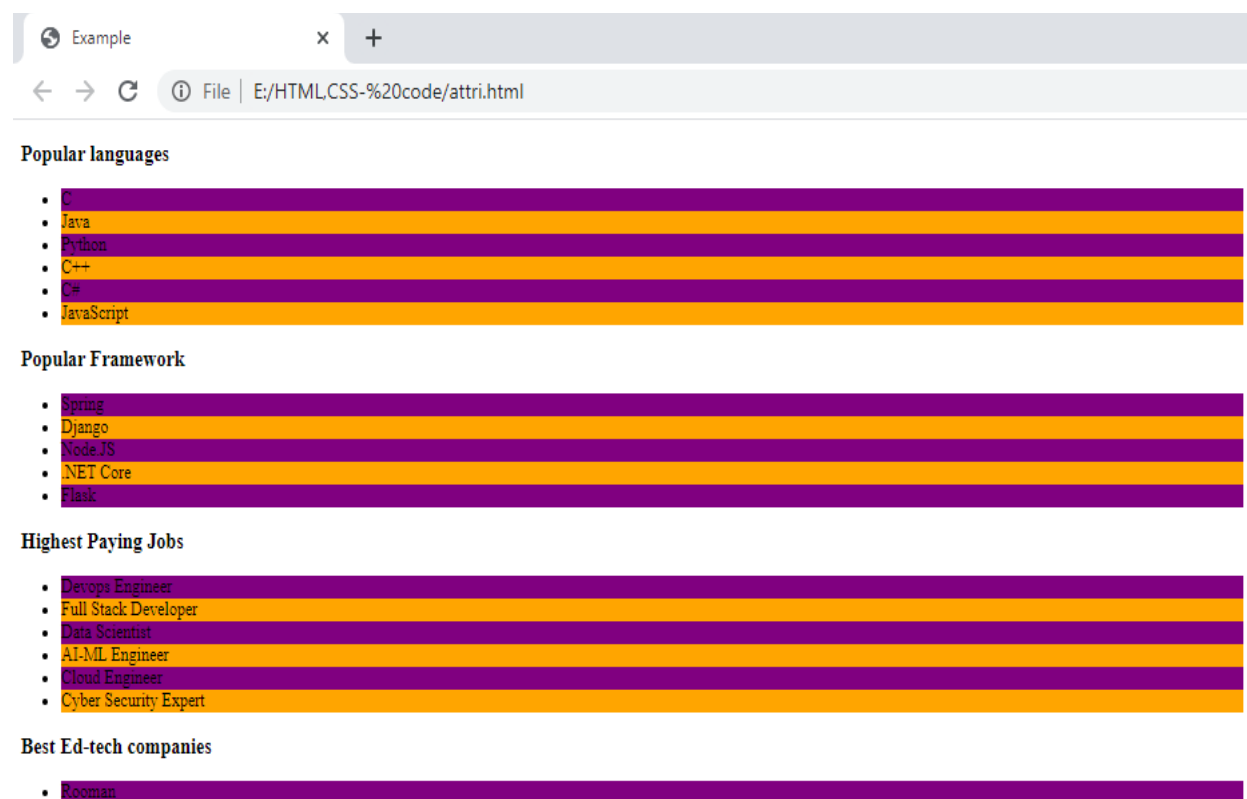 Example
File E:/HTML,CSS-%20code/attri.html
Popular languages
C
Java
Python
C++
C#
JavaScript
Popular Framework
Spring
Django
Node.JS
.NET Core
Flask
Highest Paying Jobs
Devops Engineer
Full Stack Developer
Data Scientist
AI-ML Engineer
Cloud Engineer
Cyber Security Expert
Best Ed-tech companies
Rooman